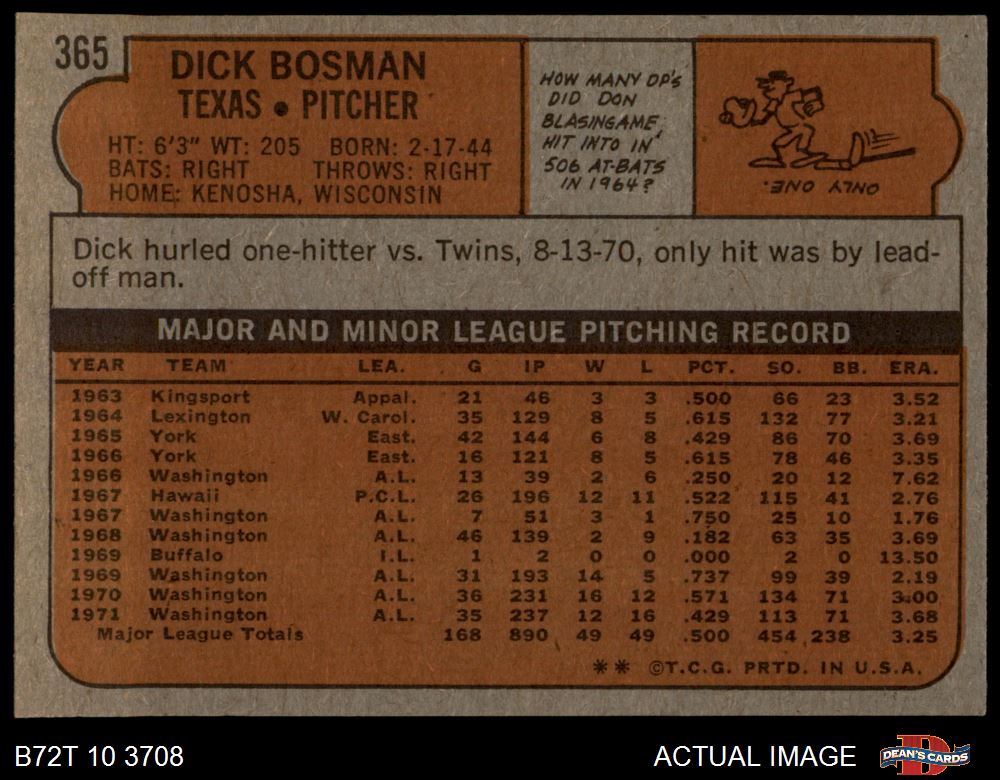 365
DICK BOSMAN
TEXAS • PITCHER
HT: 6'3" WT: 205 BORN: 2-17-44
BATS: RIGHT THROWS: RIGHT
HOME: KENOSHA, WISCONSIN
HOW MANY DP'S
DID DON
BLASINGAME
HIT INTO IN
506 AT-BATS
IN 1964?
ONLY ONE.
Dick hurled one-hitter vs. Twins, 8-13-70, only hit was by lead-
off man.
MAJOR AND MINOR LEAGUE PITCHING RECORD
YEAR TEAM LEA. G IP W L PCT. SO. BB. ERA.
1963 Kingsport Appal. 21 46 3 3 .500 66 23 3.52
1964 Lexington W. Carol. 35 129 8 5 .615 132 77 3.21
1965 York East. 42 144 6 8 .429 86 70 3.69
1966 York East. 16 121 8 5 .615 78 46 3.35
1966 Washington A.L. 13 39 2 6 .250 20 12 7.62
1967 Hawaii P.C.L. 26 196 12 11 .522 115 41 2.76
1967 Washington A.L. 7 51 3 1 .750 25 10 1.76
1968 Washington A.L. 46 139 2 9 .182 63 35 3.69
1969 Buffalo I.L. 1 2 0 0 .000 2 0 13.50
1969 Washington A.L. 31 193 14 5 .737 99 39 2.19
1970 Washington A.L. 36 231 16 12 .571 134 71 3.00
1971 Washington A.L. 35 237 12 16 .429 113 71 3.68
Major League Totals 168 890 49 49 .500 454 238 3.25
** ©T.C.G. PRTD. IN U.S.A.
B72T 10 3708
ACTUAL IMAGE
DEAN'S CARDS